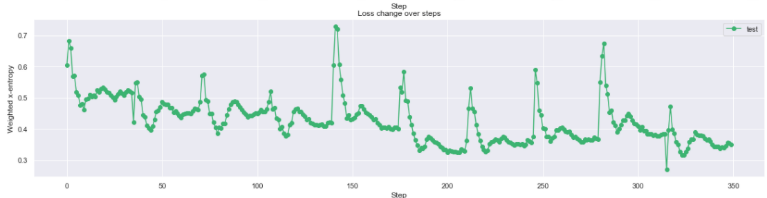 Step
Loss change over steps
test
Weighted x-entropy
0.7
0.6
0.5
0.4
0.3
0 50 100 150 200 250 300 350
Step